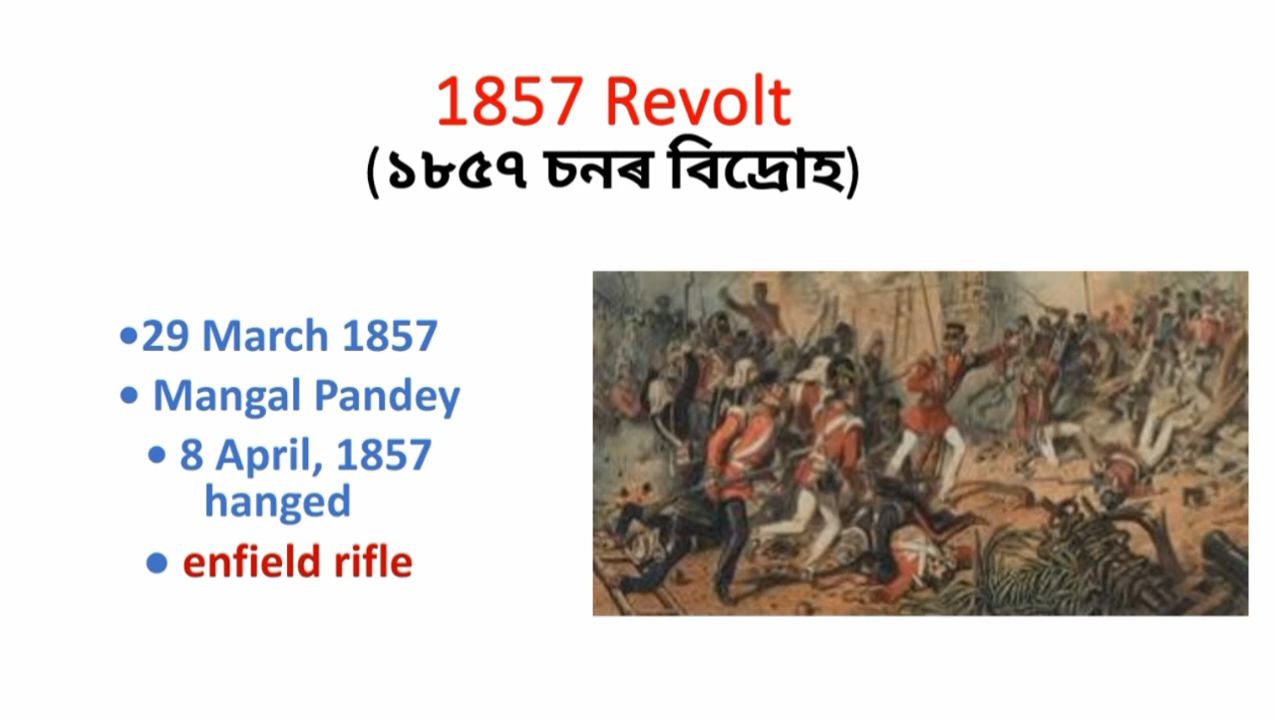 1857 Revolt
(১৮৫৭ চনৰ বিদ্ৰোহ)
•29 March 1857
• Mangal Pandey
• 8 April, 1857
hanged
• enfield rifle